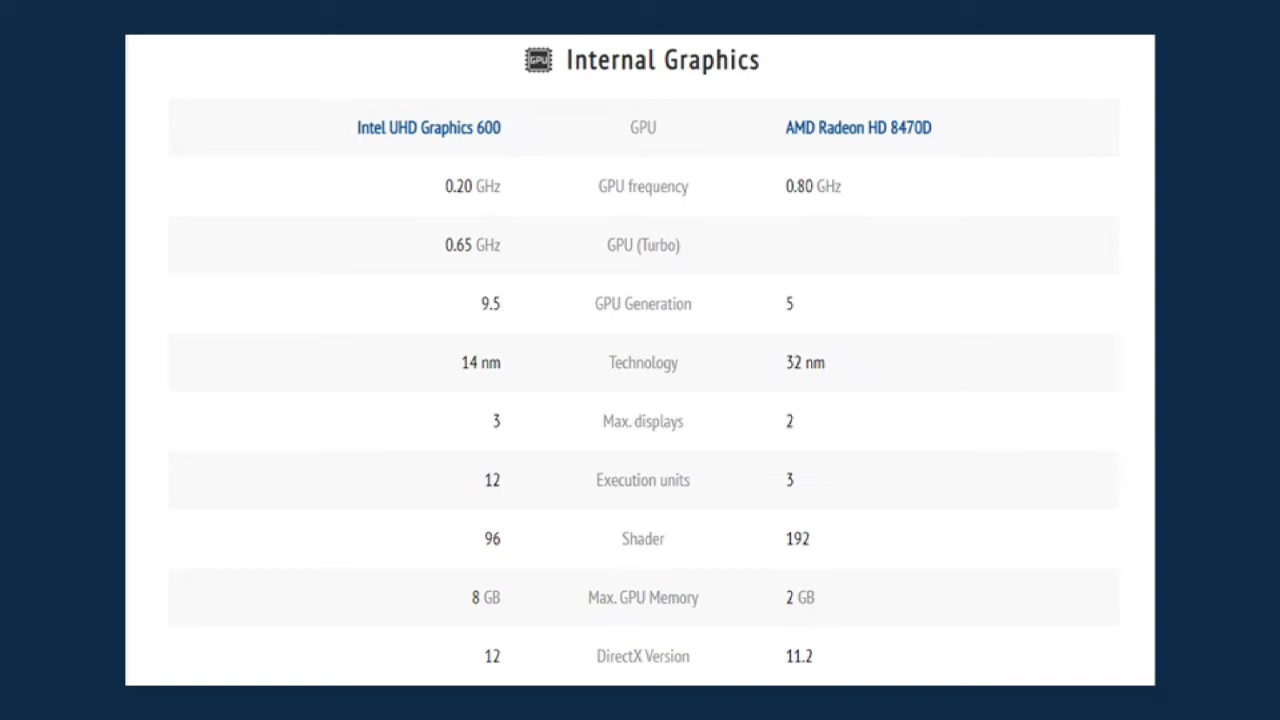 GPU Internal Graphics
Intel UHD Graphics 600 GPU AMD Radeon HD 8470D
0.20 GHz GPU frequency 0.80 GHz
0.65 GHz GPU (Turbo)
9.5 GPU Generation 5
14 nm Technology 32 nm
3 Max. displays 2
12 Execution units 3
96 Shader 192
8 GB Max. GPU Memory 2 GB
12 DirectX Version 11.2